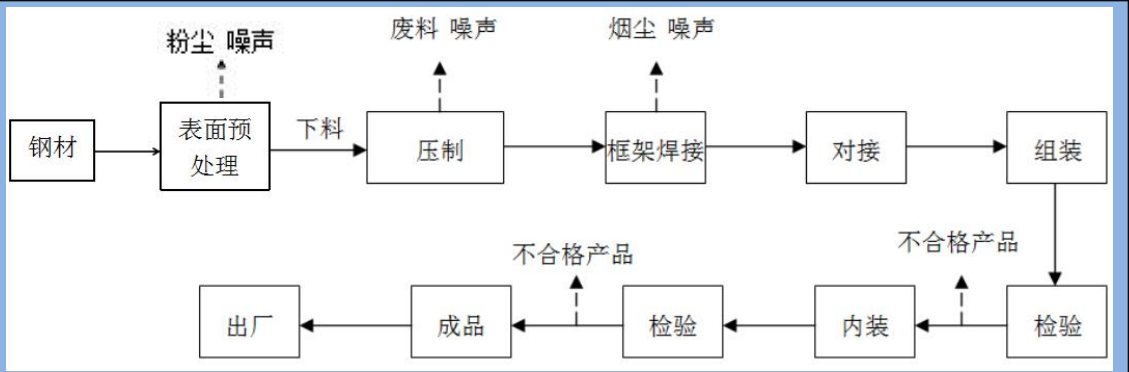 粉尘 噪声
废料 噪声
烟尘 噪声
钢材
表面预
处理
下料
压制
框架焊接
对接
组装
不合格产品
不合格产品
出厂
成品
检验
内装
检验